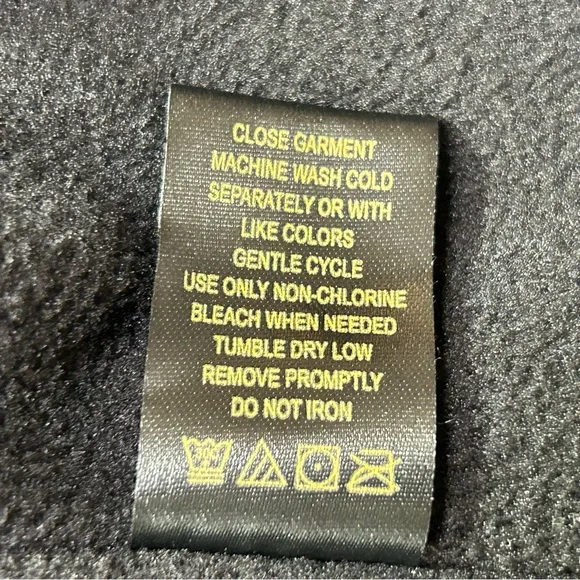 CLOSE GARMENT
MACHINE WASH COLD
SEPARATELY OR WITH
LIKE COLORS
GENTLE CYCLE
USE ONLY NON-CHLORINE
BLEACH WHEN NEEDED
TUMBLE DRY LOW
REMOVE PROMPTLY
DO NOT IRON
30°